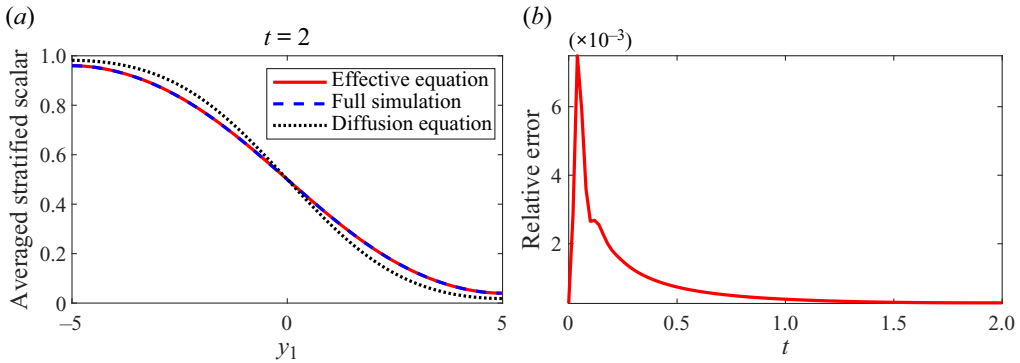 (a)
t = 2
Averaged stratified scalar
1.0
0.8
0.6
0.4
0.2
0
Effective equation
Full simulation
Diffusion equation
–5
0
5
y₁
(b)
(×10⁻³)
Relative error
6
4
2
0
0.5
1.0
1.5
2.0
t